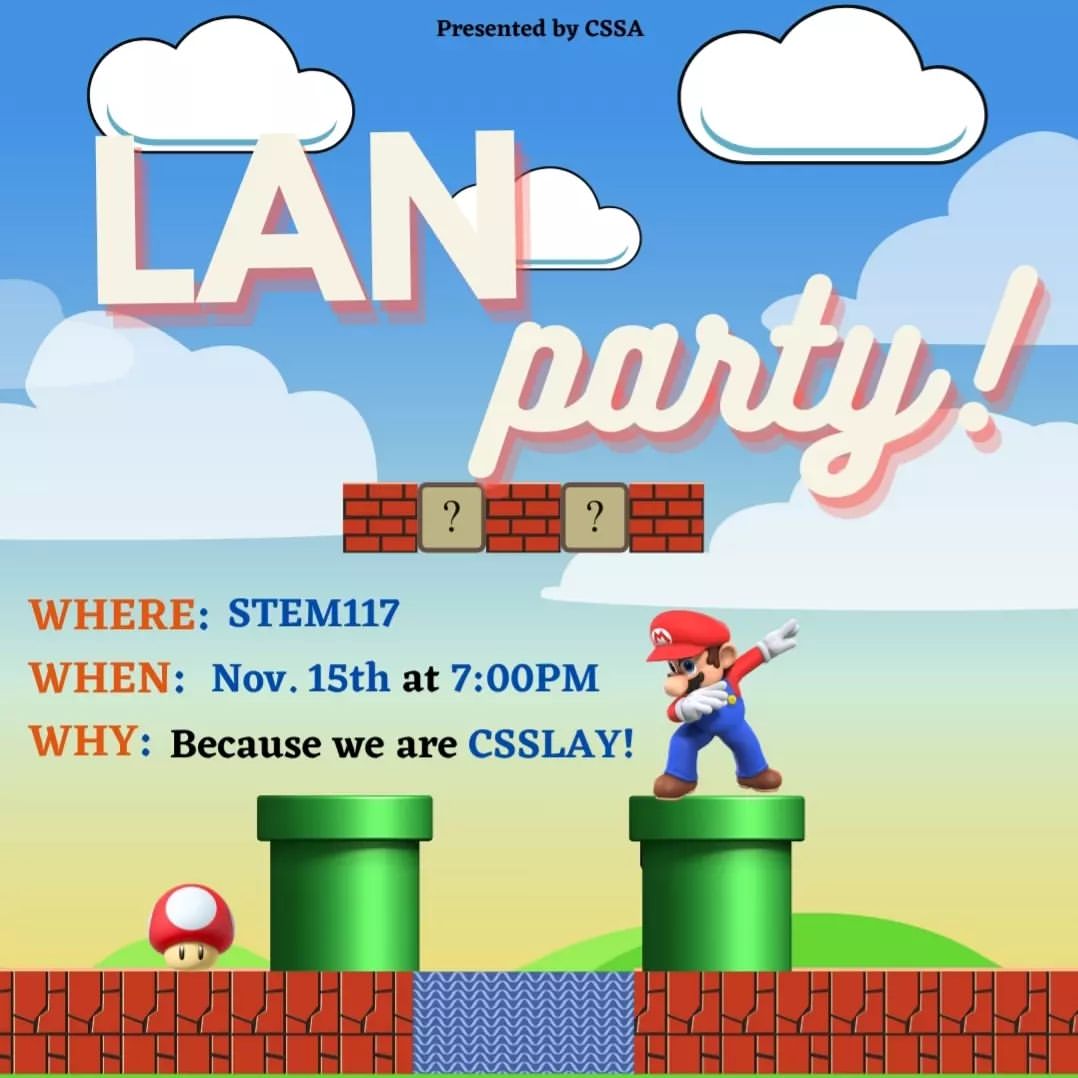 Presented by CSSA
LAN
party!
? ?
WHERE: STEM117
WHEN: Nov. 15th at 7:00PM
WHY: Because we are CSSLAY!
M